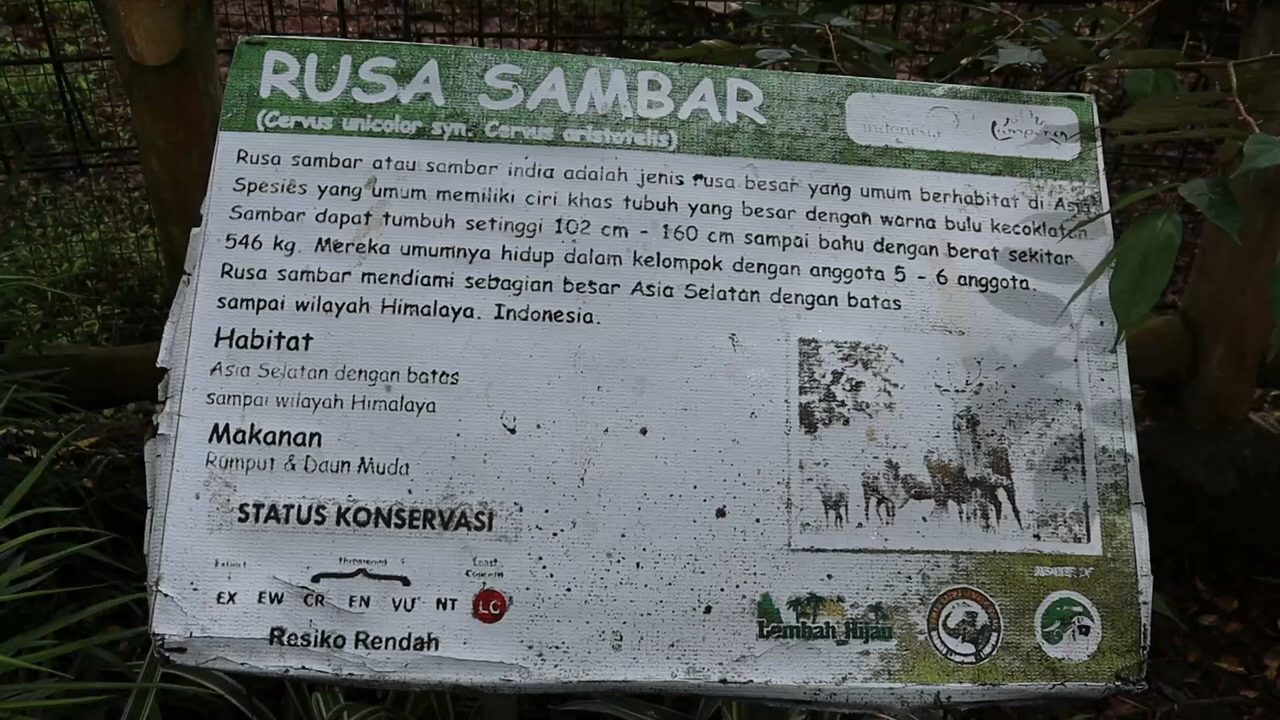 RUSA SAMBAR
(Cervus unicolor syn. Cervus aristotelis)
Indonesia
Rusa sambar atau sambar india adalah jenis rusa besar yang umum berhabitat di Asia.
Spesies yang umum memiliki ciri khas tubuh yang besar dengan warna bulu kecoklatan.
Sambar dapat tumbuh setinggi 102 cm - 160 cm sampai bahu dengan berat sekitar
546 kg. Mereka umumnya hidup dalam kelompok dengan anggota 5 - 6 anggota.
Rusa sambar mendiami sebagian besar Asia Selatan dengan batas
sampai wilayah Himalaya. Indonesia.
Habitat
Asia Selatan dengan batas
sampai wilayah Himalaya
Makanan
Rumput & Daun Muda
STATUS KONSERVASI
Extinct Threatened Least
Concern
EX EW CR EN VU NT LC
Resiko Rendah
Lembah Hijau